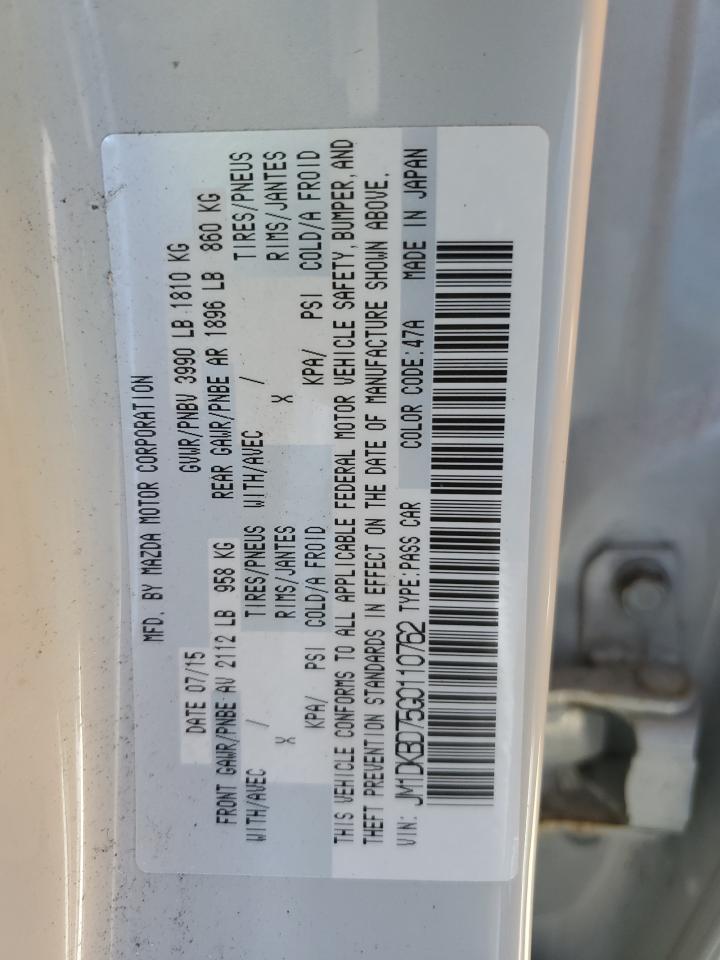 MFD. BY MAZDA MOTOR CORPORATION
DATE 07/15 GVWR/PNBV 3990 LB 1810 KG
FRONT GAWR/PNBE AV 2112 LB 958 KG REAR GAWR/PNBE AR 1896 LB 860 KG
WITH/AVEC / TIRES/PNEUS WITH/AVEC / TIRES/PNEUS
X RIMS/JANTES X RIMS/JANTES
KPA/ PSI COLD/A FROID KPA/ PSI COLD/A FROID
THIS VEHICLE CONFORMS TO ALL APPLICABLE FEDERAL MOTOR VEHICLE SAFETY, BUMPER, AND
THEFT PREVENTION STANDARDS IN EFFECT ON THE DATE OF MANUFACTURE SHOWN ABOVE.
VIN: JM1DKBD75G0110762 TYPE:PASS CAR COLOR CODE:47A MADE IN JAPAN